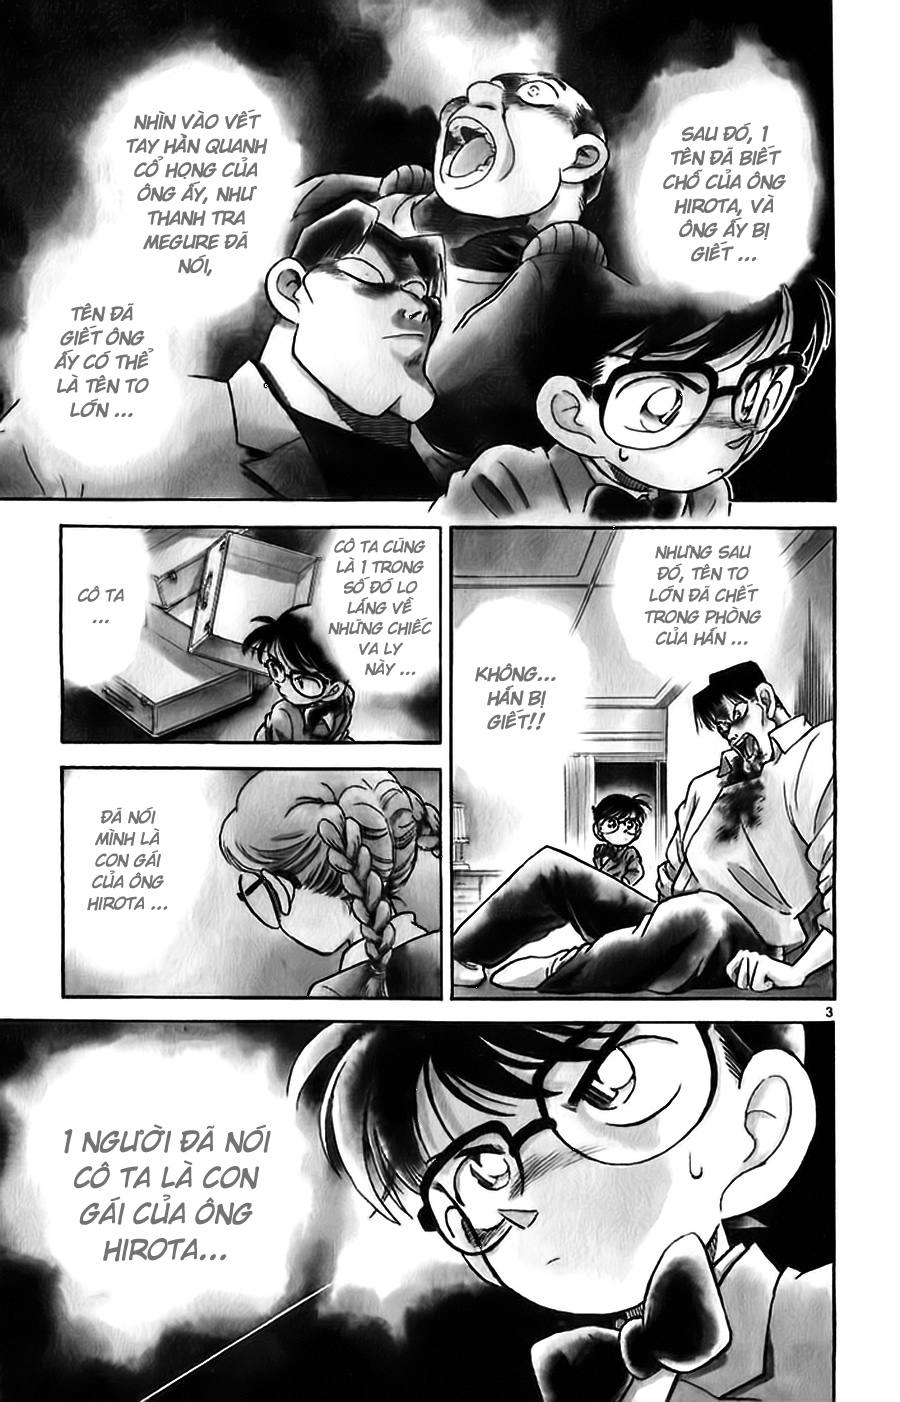 SAU ĐÓ, 1
TÊN ĐÃ BIẾT
CHỖ CỦA ÔNG
HIROTA, VÀ
ÔNG ẤY BỊ
GIẾT ...
NHÌN VÀO VẾT
TAY HẰN QUANH
CỔ HỌNG CỦA
ÔNG ẤY, NHƯ
THANH TRA
MEGURE ĐÃ
NÓI,
TÊN ĐÃ
GIẾT ÔNG
ẤY CÓ THỂ
LÀ TÊN TO
LỚN ...
NHƯNG SAU
ĐÓ, TÊN TO
LỚN ĐÃ CHẾT
TRONG PHÒNG
CỦA HẮN ...
KHÔNG...
HẮN BỊ
GIẾT!!
CÔ TA CŨNG
LÀ 1 TRONG
SỐ ĐÓ LO
LẮNG VỀ
NHỮNG CHIẾC
VA LY
NÀY ...
CÔ TA
...
ĐÃ NÓI
MÌNH LÀ
CON GÁI
CỦA ÔNG
HIROTA ...
3
1 NGƯỜI ĐÃ NÓI
CÔ TA LÀ CON
GÁI CỦA ÔNG
HIROTA...